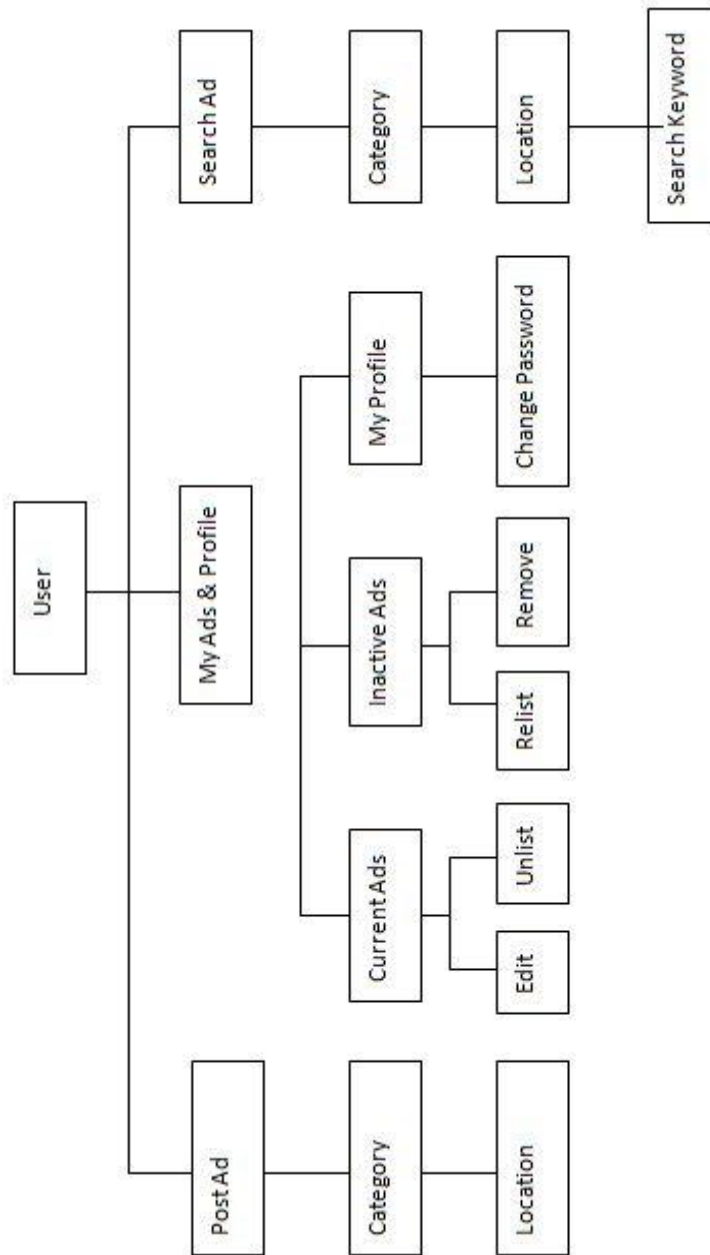 User
Post Ad
My Ads & Profile
Search Ad
Category
Current Ads
Inactive Ads
My Profile
Category
Location
Edit
Unlist
Relist
Remove
Change Password
Location
Search Keyword